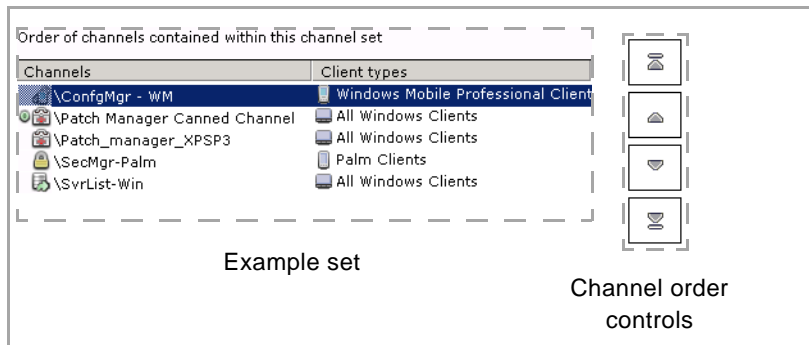 Order of channels contained within this channel set
Channels Client types
\ConfgMgr - WM Windows Mobile Professional Client
\Patch Manager Canned Channel All Windows Clients
\Patch_manager_XPSP3 All Windows Clients
\SecMgr-Palm Palm Clients
\SvrList-Win All Windows Clients
Example set
Channel order
controls